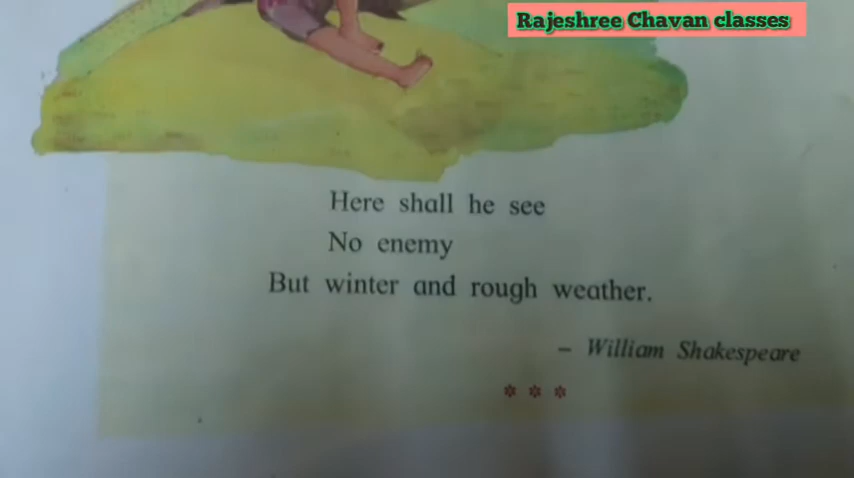 Rajeshree Chavan classes
Here shall he see
No enemy
But winter and rough weather.
– William Shakespeare
* * *